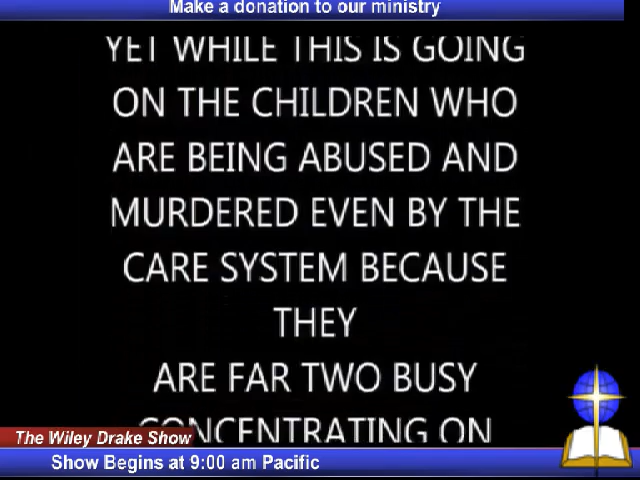 Make a donation to our ministry
YET WHILE THIS IS GOING
ON THE CHILDREN WHO
ARE BEING ABUSED AND
MURDERED EVEN BY THE
CARE SYSTEM BECAUSE
THEY
ARE FAR TWO BUSY
CONCENTRATING ON
The Wiley Drake Show
Show Begins at 9:00 am Pacific